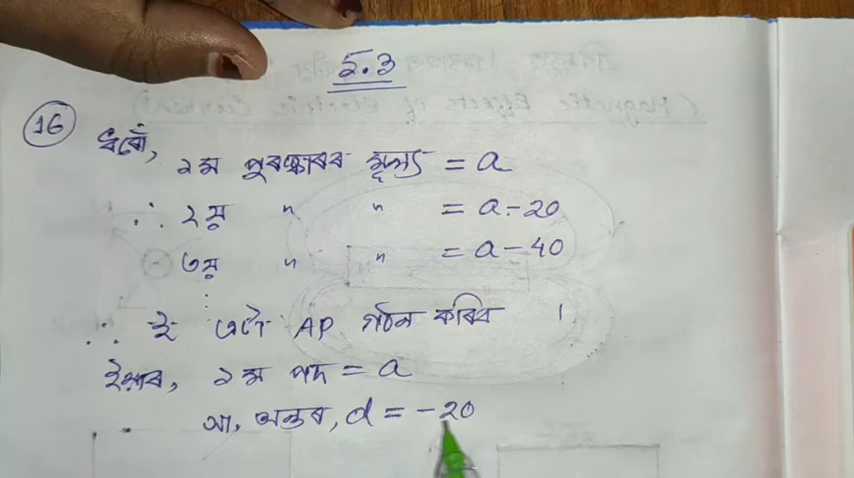 5.3
16 ধৰোঁ,
১ম পুৰস্কাৰৰ মূল্য = a
∴ ২য় " " = a - 20
৩য় " " = a - 40
∴ ই এটা AP গঠন কৰিব ।
ইয়াৰ, ১ম পদ = a
সা. অন্তৰ, d = -20